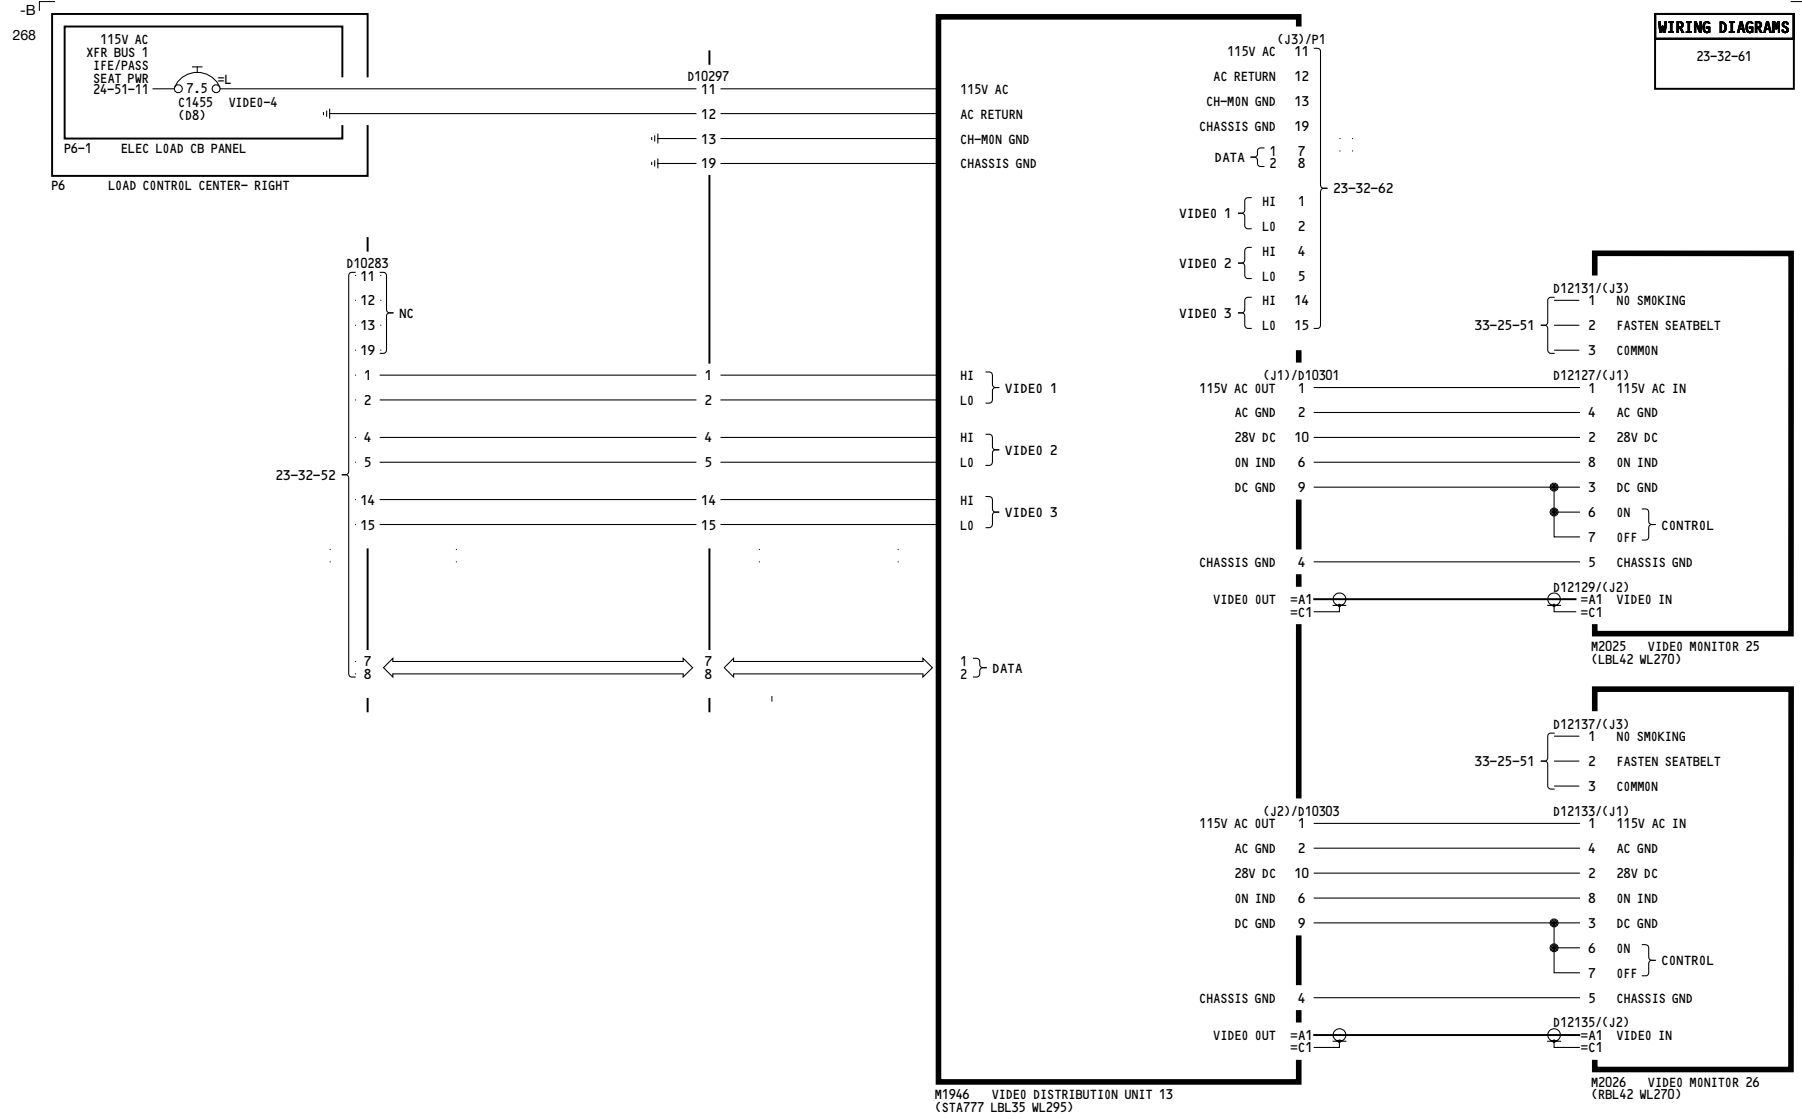 -B
268
WIRING DIAGRAMS
23-32-61
115V AC
XFR BUS 1
IFE/PASS
SEAT PWR
24-51-11
7.5
=L
C1455
(D8)
VIDEO-4
P6-1 ELEC LOAD CB PANEL
P6 LOAD CONTROL CENTER- RIGHT
D10297
11
12
13
19
115V AC
AC RETURN
CH-MON GND
CHASSIS GND
(J3)/P1
115V AC 11
AC RETURN 12
CH-MON GND 13
CHASSIS GND 19
DATA 1 7
2 8
VIDEO 1 HI 1
LO 2
VIDEO 2 HI 4
LO 5
VIDEO 3 HI 14
LO 15
23-32-62
D10283
11
12
13
19
NC
23-32-52
1 1 HI
2 2 LO
VIDEO 1
4 4 HI
5 5 LO
VIDEO 2
14 14 HI
15 15 LO
VIDEO 3
7 7 1
8 8 2
DATA
D12131/(J3)
33-25-51
1 NO SMOKING
2 FASTEN SEATBELT
3 COMMON
(J1)/D10301 D12127/(J1)
115V AC OUT 1 1 115V AC IN
AC GND 2 4 AC GND
28V DC 10 2 28V DC
ON IND 6 8 ON IND
DC GND 9 3 DC GND
6 ON
7 OFF
CONTROL
CHASSIS GND 4 5 CHASSIS GND
D12129/(J2)
VIDEO OUT =A1 =A1 VIDEO IN
=C1 =C1
M2025 VIDEO MONITOR 25
(LBL42 WL270)
D12137/(J3)
33-25-51
1 NO SMOKING
2 FASTEN SEATBELT
3 COMMON
(J2)/D10303 D12133/(J1)
115V AC OUT 1 1 115V AC IN
AC GND 2 4 AC GND
28V DC 10 2 28V DC
ON IND 6 8 ON IND
DC GND 9 3 DC GND
6 ON
7 OFF
CONTROL
CHASSIS GND 4 5 CHASSIS GND
D12135/(J2)
VIDEO OUT =A1 =A1 VIDEO IN
=C1 =C1
M2026 VIDEO MONITOR 26
(RBL42 WL270)
M1946 VIDEO DISTRIBUTION UNIT 13
(STA777 LBL35 WL295)